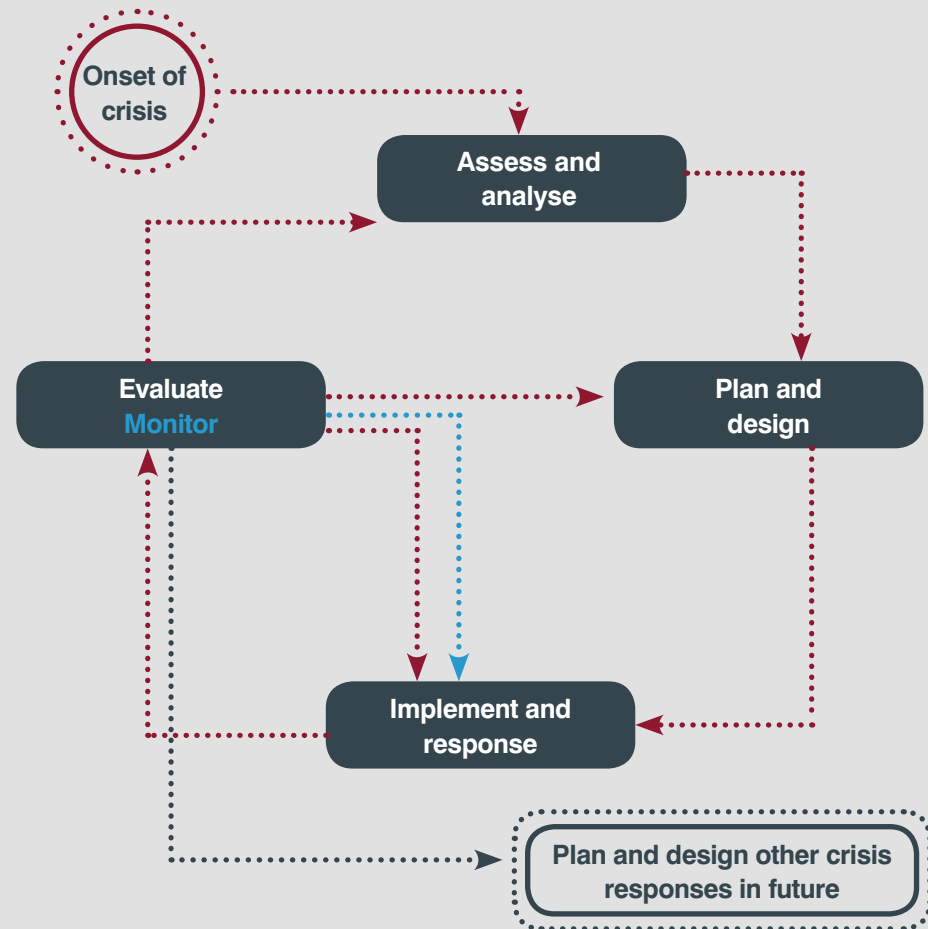 Onset of
crisis
Assess and
analyse
Evaluate
Monitor
Plan and
design
Implement and
response
Plan and design other crisis
responses in future